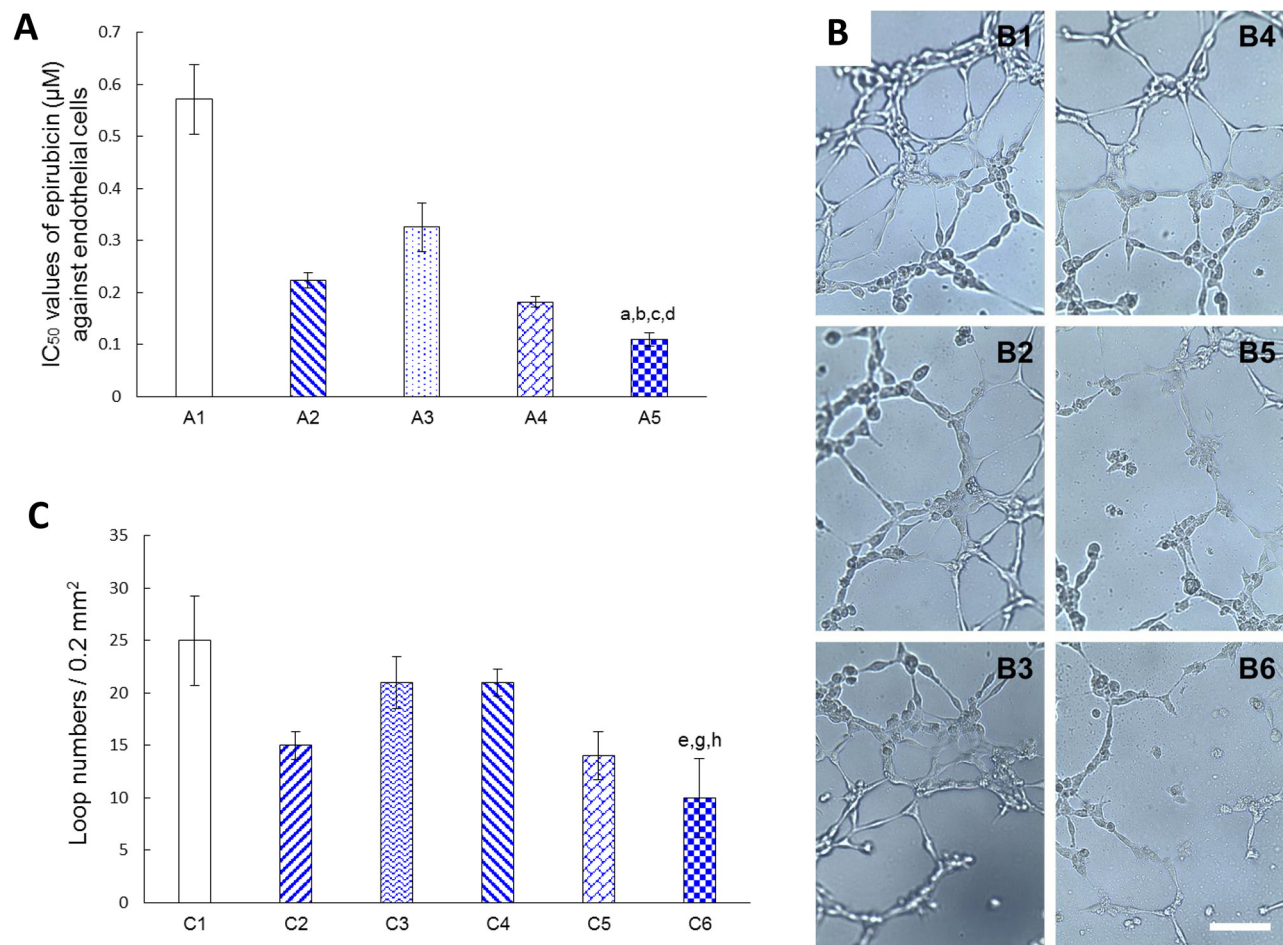 A
0.7
0.6
0.5
0.4
0.3
0.2
0.1
0
IC50 values of epirubicin (μM)
against endothelial cells
a,b,c,d
A1 A2 A3 A4 A5
B
B1
B4
B2
B5
B3
B6
C
35
30
25
20
15
10
5
0
Loop numbers / 0.2 mm²
e,g,h
C1 C2 C3 C4 C5 C6